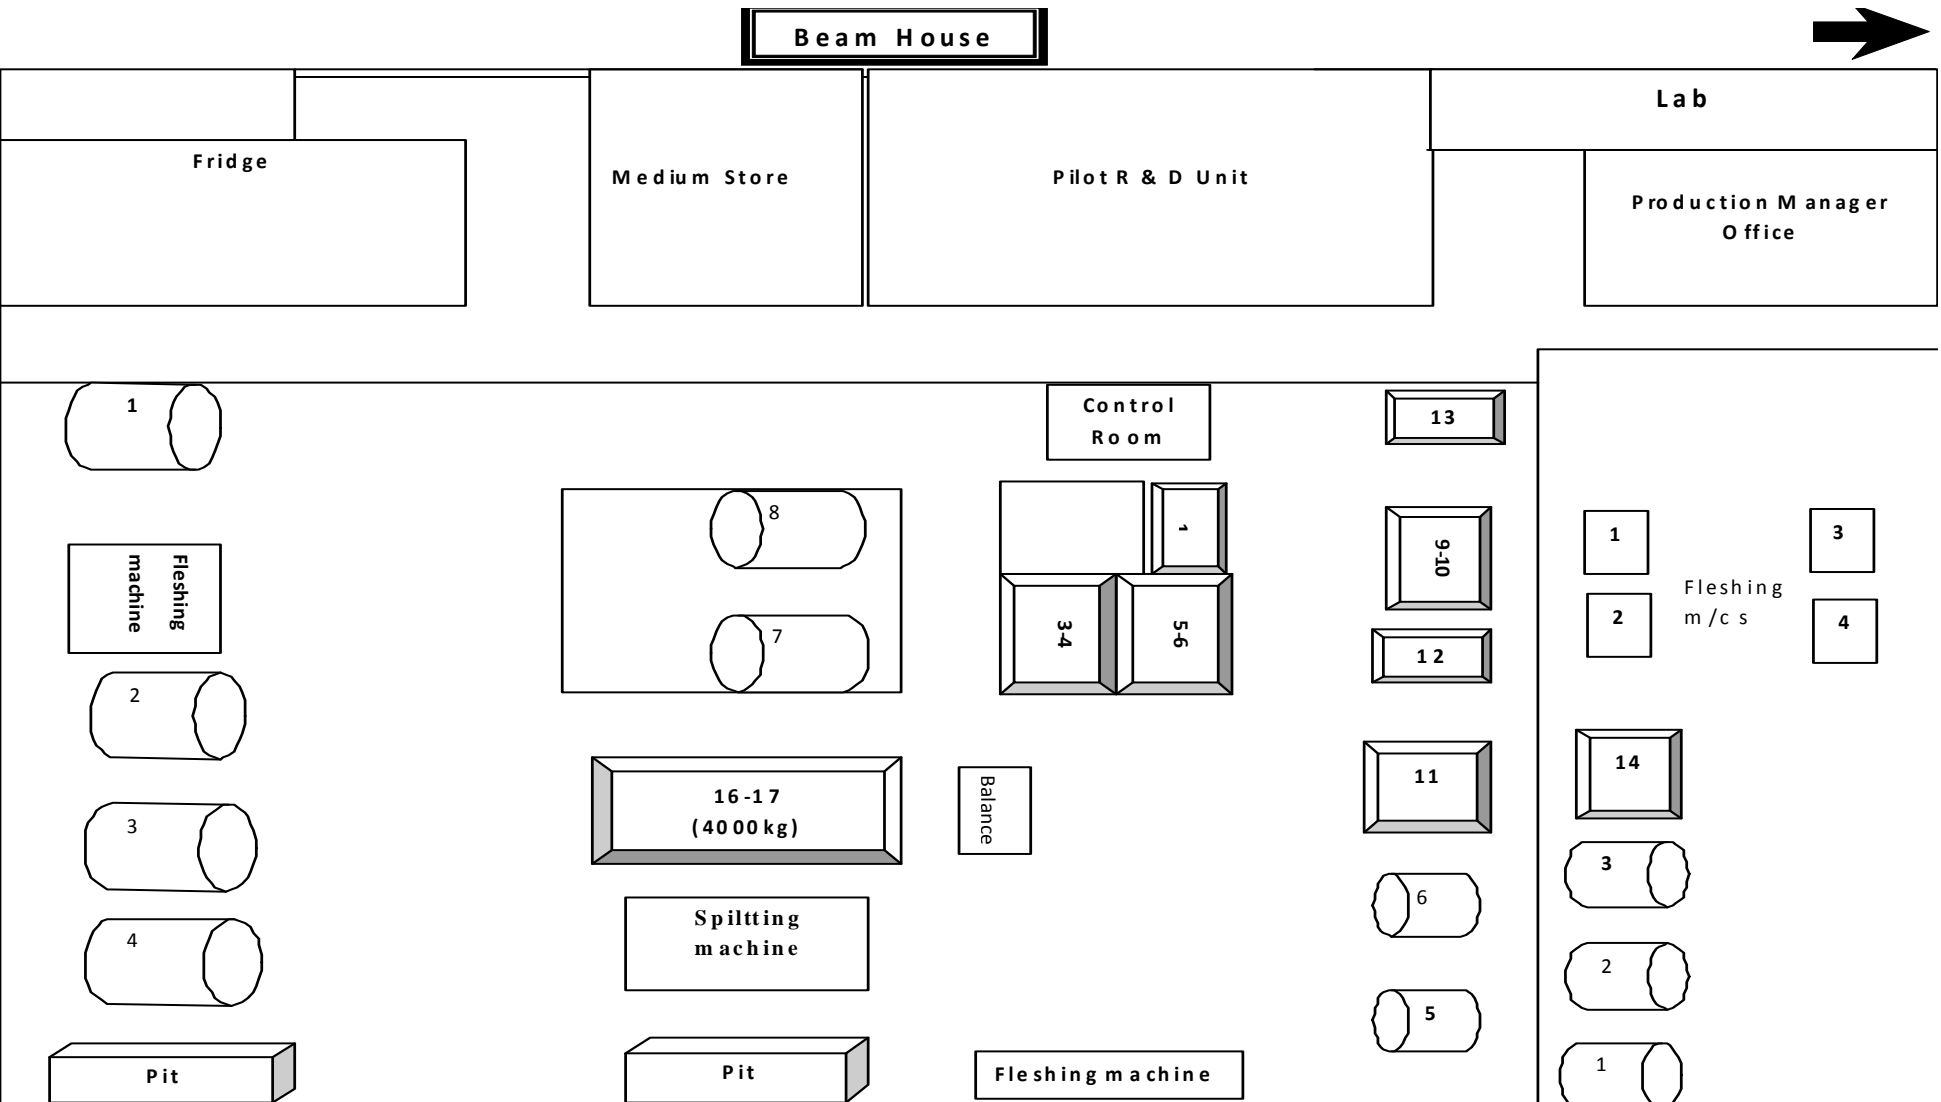 Beam House
Lab
Fridge
Medium Store
Pilot R & D Unit
Production Manager
Office
1
Control
Room
13
8
1
9-10
1
3
Fleshing
machine
Fleshing
m/c s
7
3-4
5-6
12
2
4
2
16-17
(4000kg)
Balance
11
14
3
3
6
Spiltting
machine
4
2
5
Pit
Pit
Fleshing machine
1